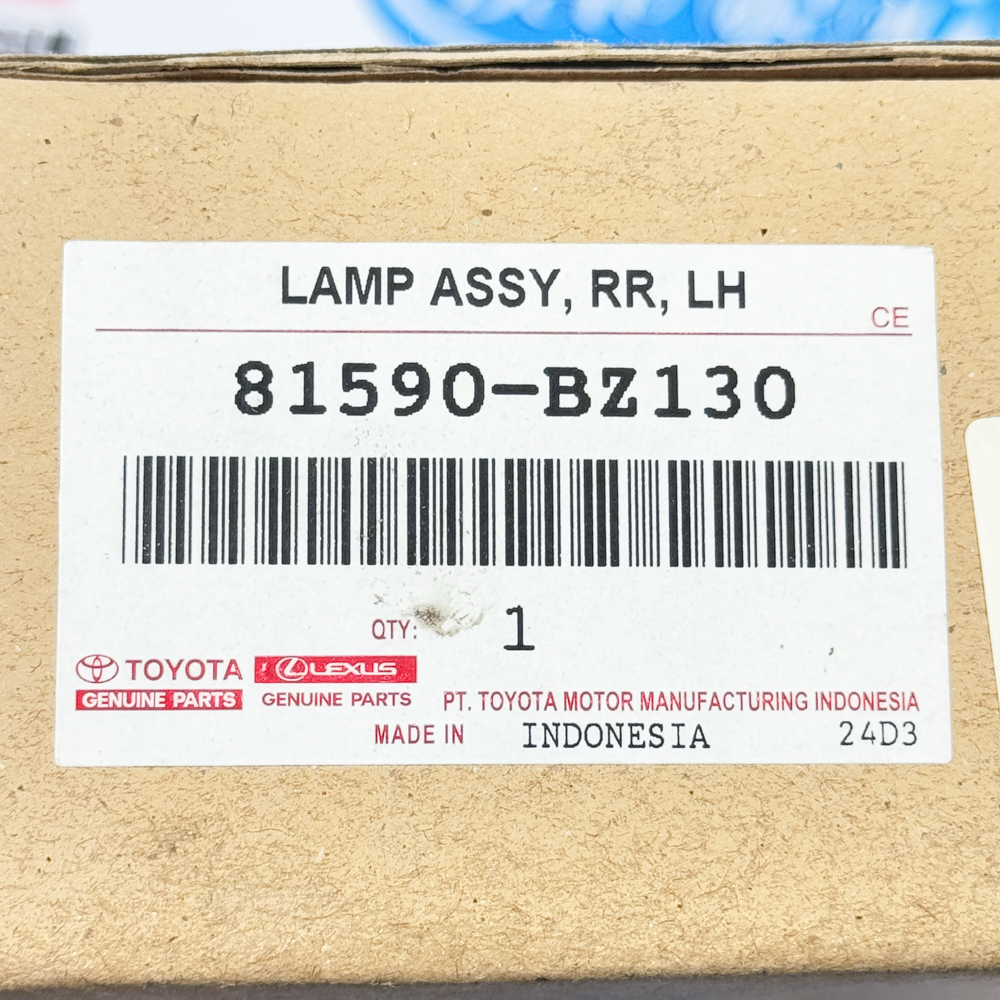 LAMP ASSY, RR, LH
CE
81590-BZ130
QTY: 1
TOYOTA LEXUS
GENUINE PARTS GENUINE PARTS PT. TOYOTA MOTOR MANUFACTURING INDONESIA
MADE IN INDONESIA 24D3